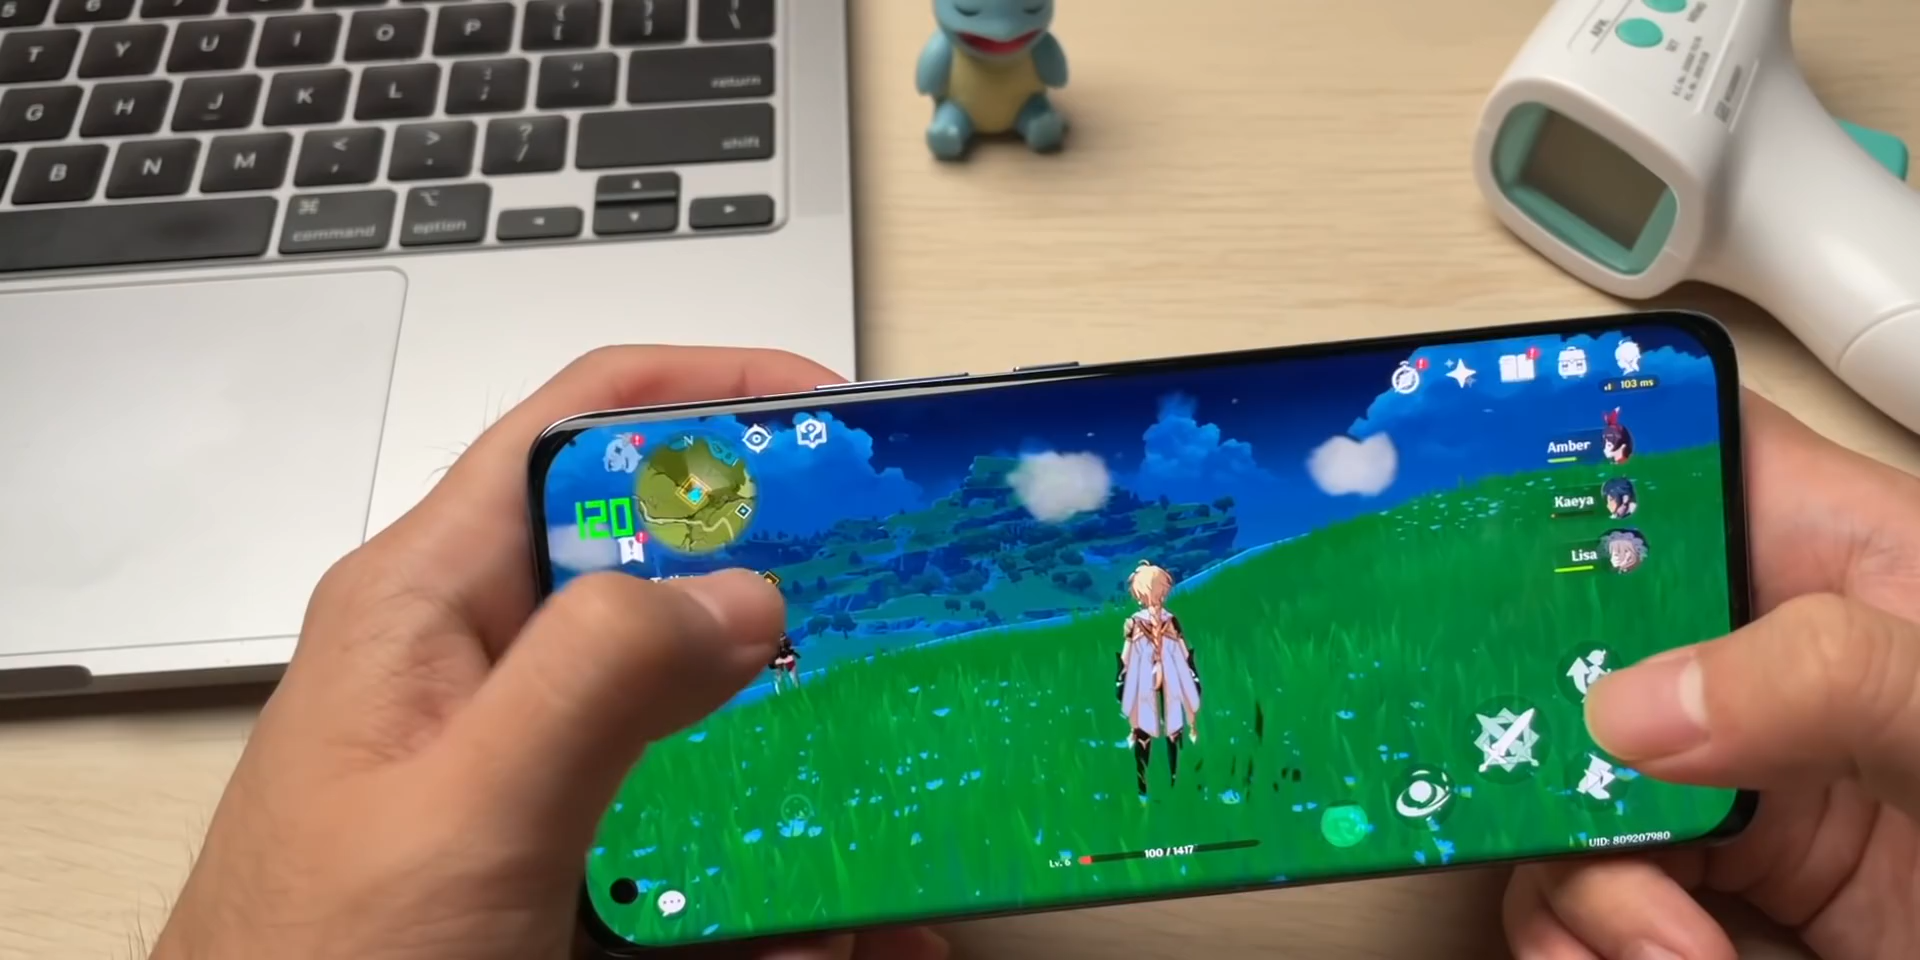 T Y U I O P { [ } ] | \
G H J K L : ; " ' return
B N M < , > . ? / shift
⌘ command ⌥ option
N
103 ms
Amber
120
Kaeya
Lisa
Lv. 6
100 / 1417
UID: 809207980